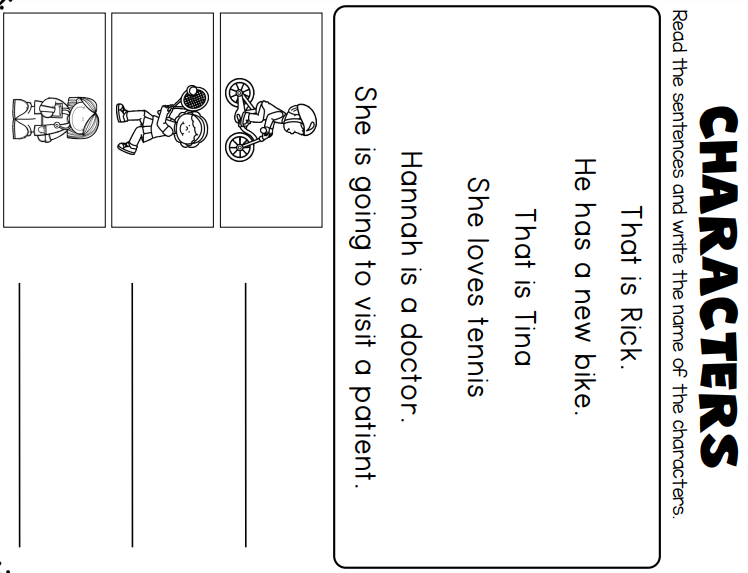 CHARACTERS
Read the sentences and write the name of the characters.
That is Rick.
He has a new bike.
That is Tina
She loves tennis
Hannah is a doctor.
She is going to visit a patient.